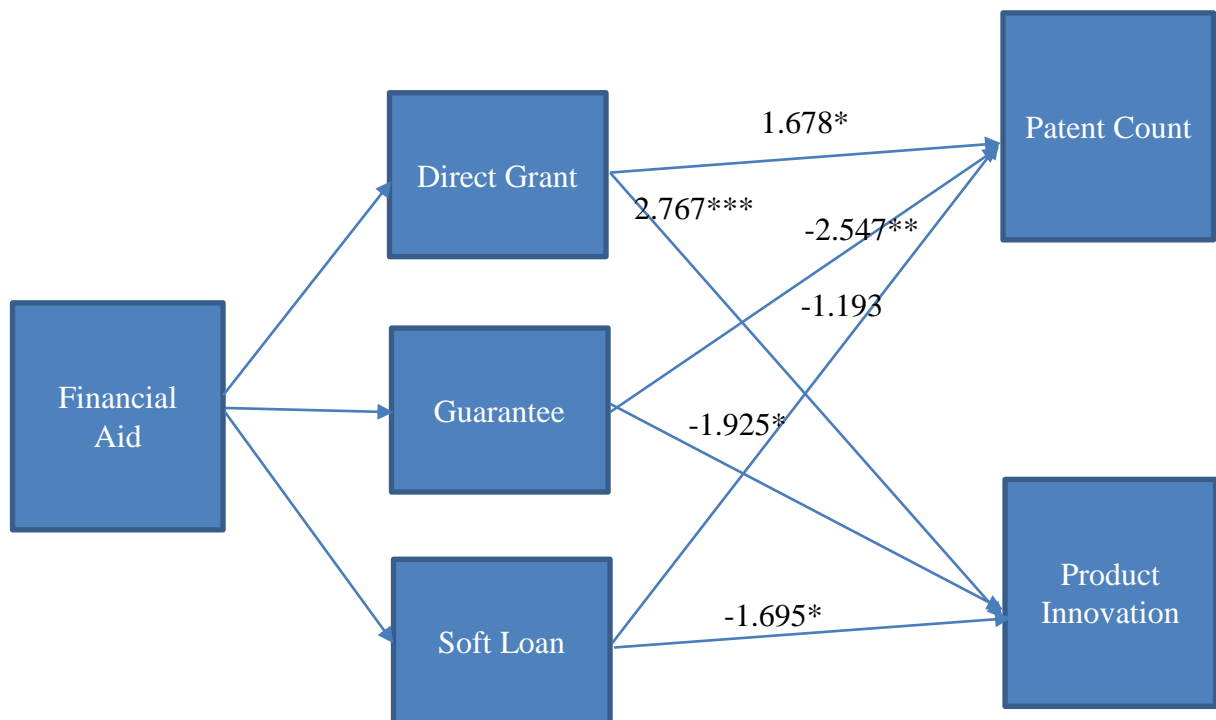 Patent Count
1.678*
Direct Grant
2.767***
-2.547**
-1.193
Financial
Aid
Guarantee
-1.925*
Product
Innovation
-1.695*
Soft Loan